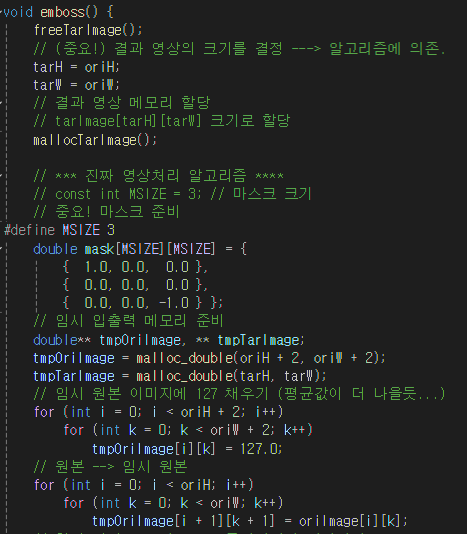 void emboss() {
freeTarImage();
// (중요!) 결과 영상의 크기를 결정 ---> 알고리즘에 의존.
tarH = oriH;
tarW = oriW;
// 결과 영상 메모리 할당
// tarImage[tarH][tarW] 크기로 할당
mallocTarImage();
// *** 진짜 영상처리 알고리즘 ****
// const int MSIZE = 3; // 마스크 크기
// 중요! 마스크 준비
#define MSIZE 3
double mask[MSIZE][MSIZE] = {
{  1.0, 0.0,  0.0 },
{  0.0, 0.0,  0.0 },
{  0.0, 0.0, -1.0 } };
// 임시 입출력 메모리 준비
double** tmpOriImage, ** tmpTarImage;
tmpOriImage = malloc_double(oriH + 2, oriW + 2);
tmpTarImage = malloc_double(tarH, tarW);
// 임시 원본 이미지에 127 채우기 (평균값이 더 나을듯...)
for (int i = 0; i < oriH + 2; i++)
for (int k = 0; k < oriW + 2; k++)
tmpOriImage[i][k] = 127.0;
// 원본 --> 임시 원본
for (int i = 0; i < oriH; i++)
for (int k = 0; k < oriW; k++)
tmpOriImage[i + 1][k + 1] = oriImage[i][k];